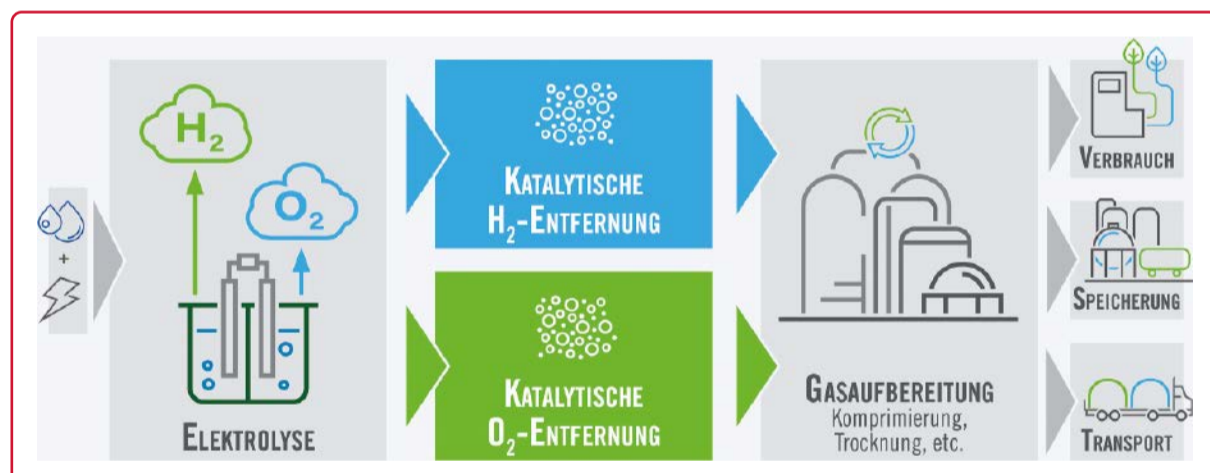 H₂
O₂
+
ELEKTROLYSE
KATALYTISCHE
H₂-ENTFERNUNG
KATALYTISCHE
O₂-ENTFERNUNG
GASAUFBEREITUNG
Komprimierung,
Trocknung, etc.
VERBRAUCH
SPEICHERUNG
TRANSPORT